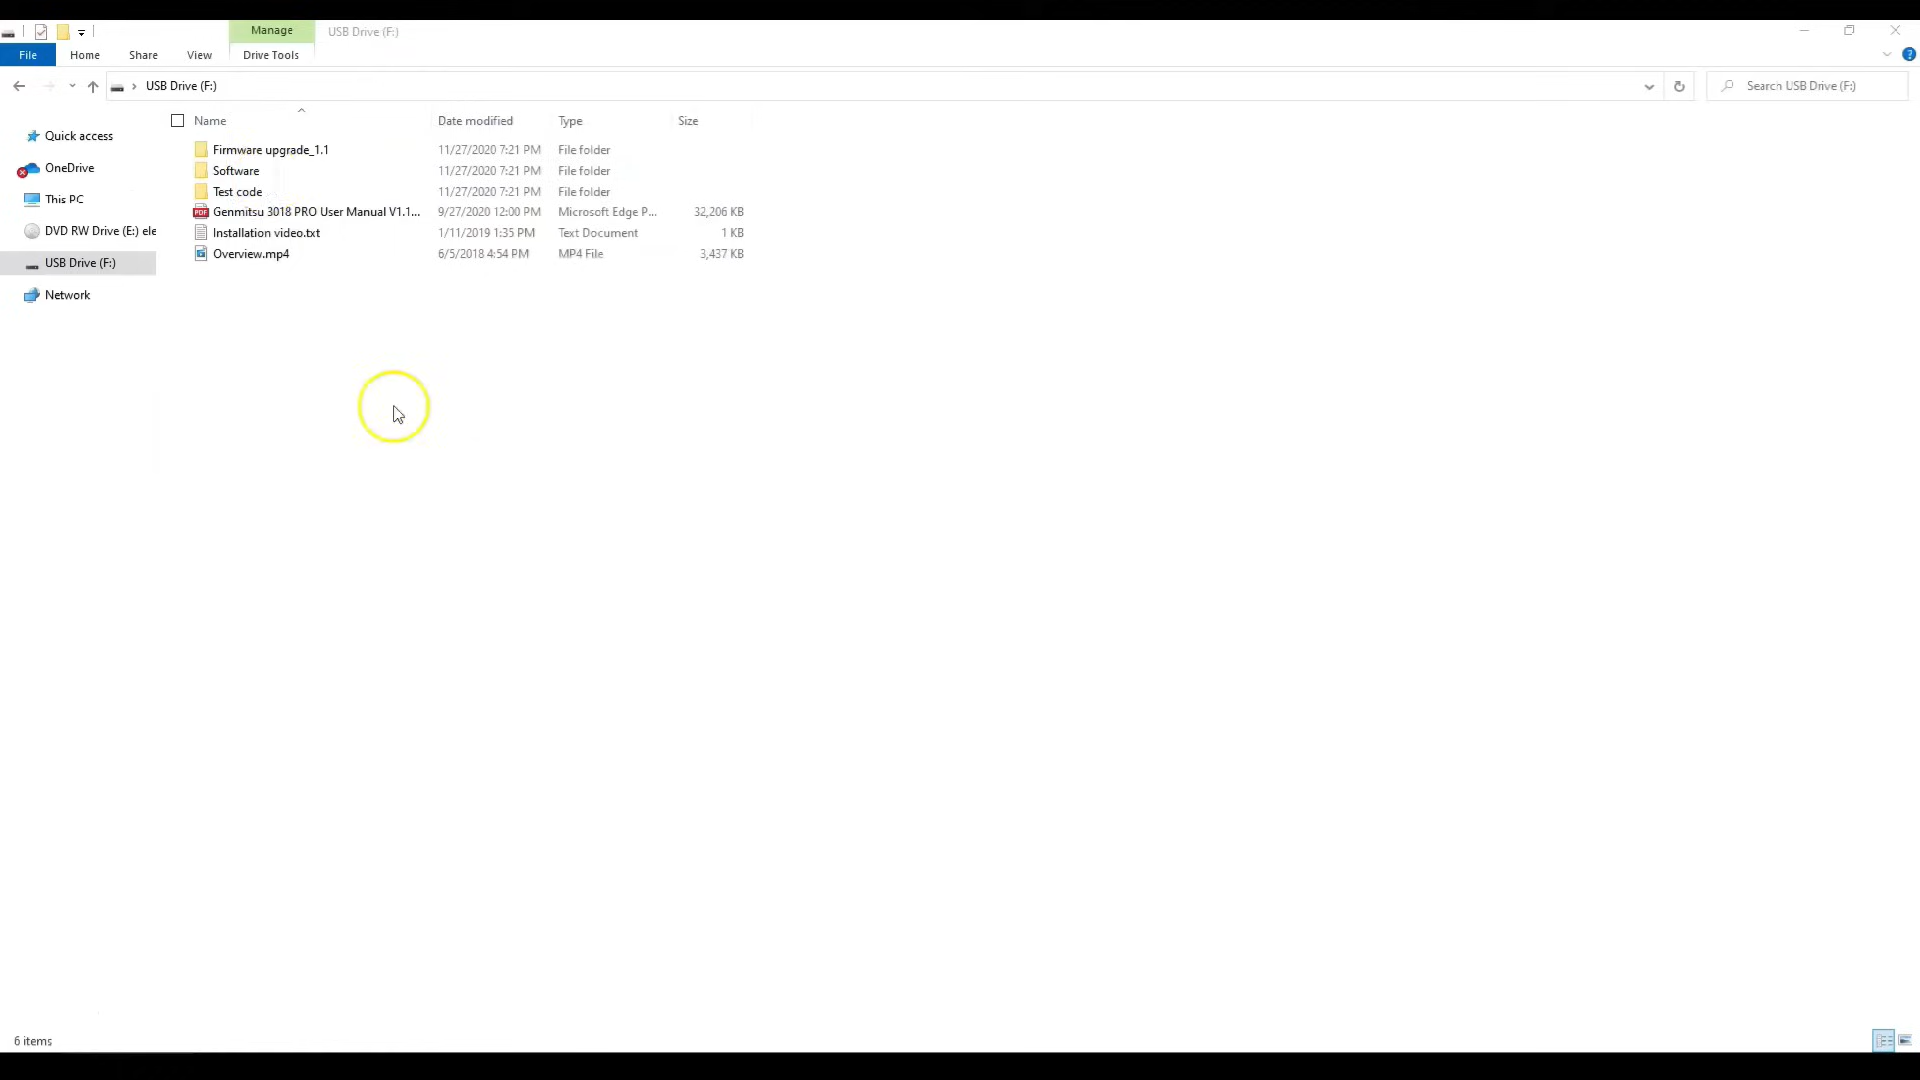 Manage USB Drive (F:)
File Home Share View Drive Tools
USB Drive (F:) Search USB Drive (F:)
Name Date modified Type Size
Quick access
OneDrive
This PC
DVD RW Drive (E:) ele
USB Drive (F:)
Network
Firmware upgrade_1.1 11/27/2020 7:21 PM File folder
Software 11/27/2020 7:21 PM File folder
Test code 11/27/2020 7:21 PM File folder
PDF Genmitsu 3018 PRO User Manual V1.1... 9/27/2020 12:00 PM Microsoft Edge P... 32,206 KB
Installation video.txt 1/11/2019 1:35 PM Text Document 1 KB
Overview.mp4 6/5/2018 4:54 PM MP4 File 3,437 KB
6 items